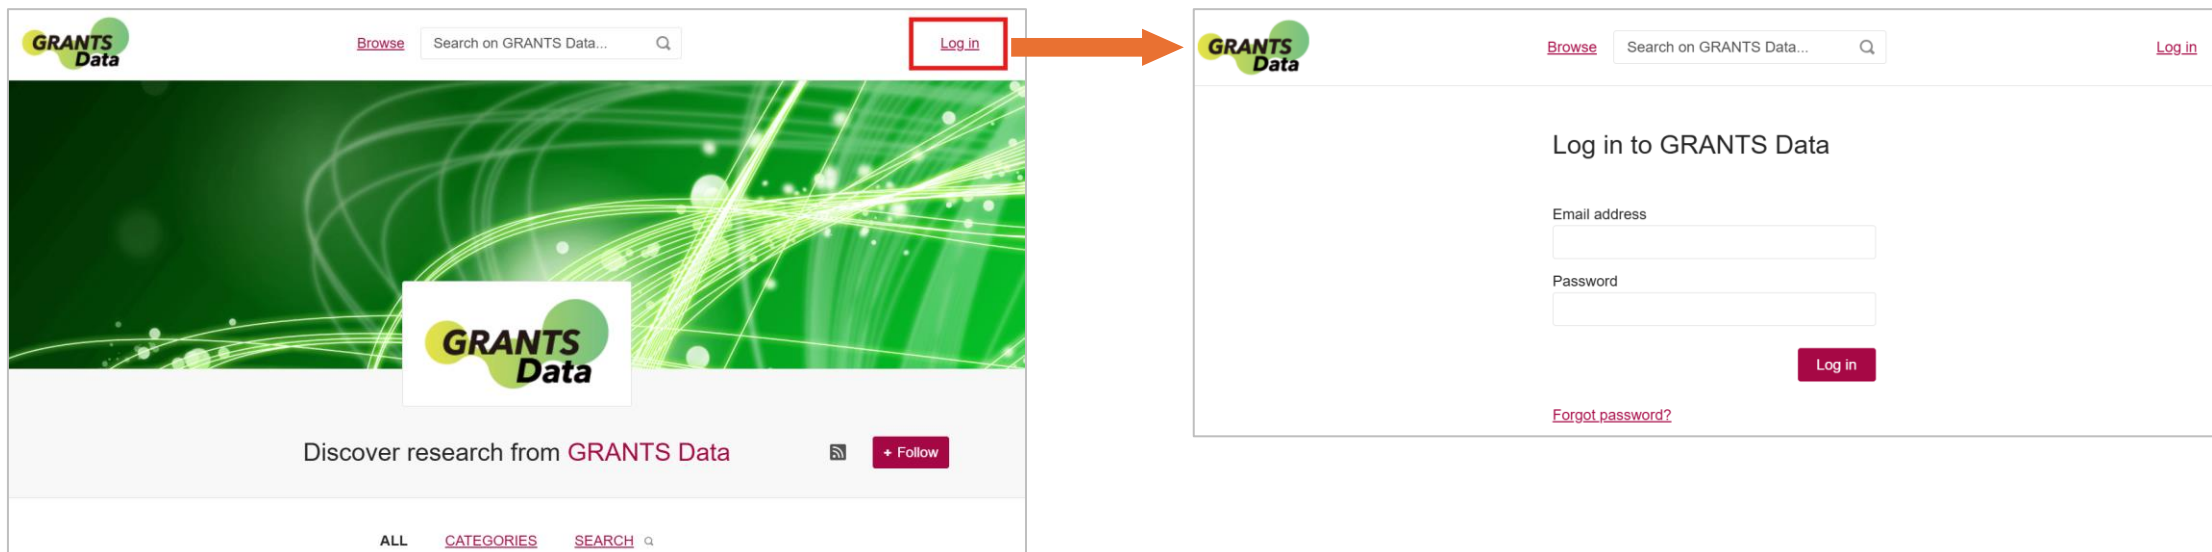 GRANTS
Data
Browse Search on GRANTS Data... Log in
GRANTS
Data
Discover research from GRANTS Data + Follow
ALL CATEGORIES SEARCH
GRANTS
Data
Browse Search on GRANTS Data... Log in
Log in to GRANTS Data
Email address
Password
Log in
Forgot password?